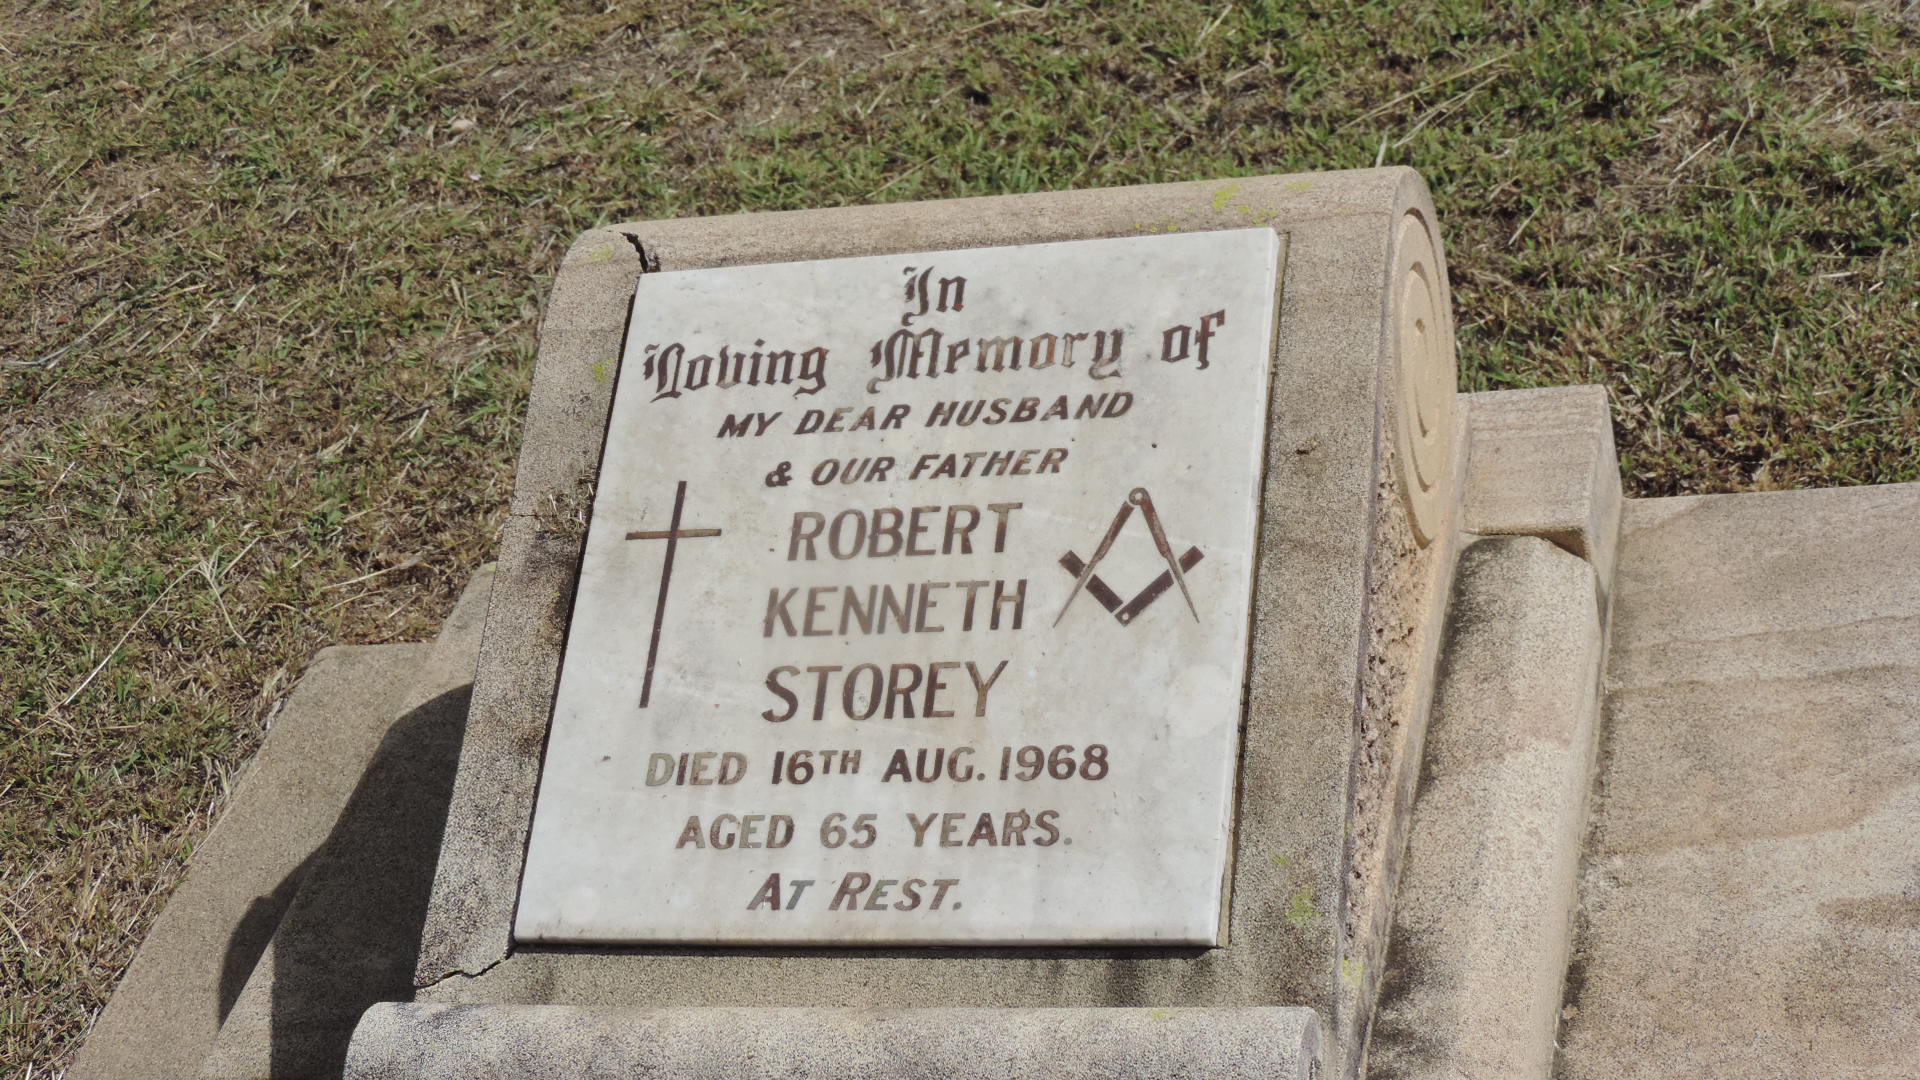 In
Loving Memory of
MY DEAR HUSBAND
& OUR FATHER
ROBERT
KENNETH
STOREY
DIED 16TH AUG. 1968
AGED 65 YEARS.
AT REST.